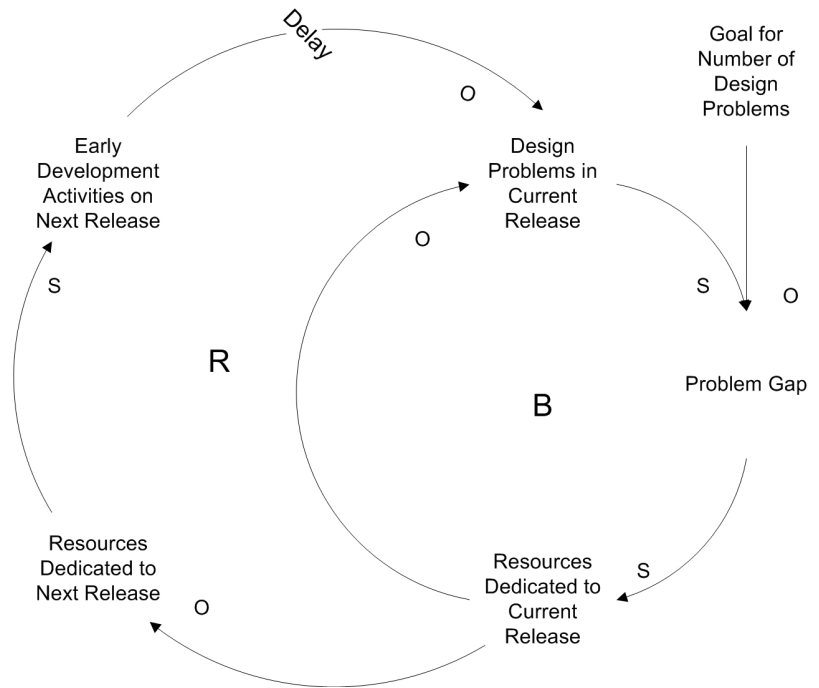 Delay
O
Goal for
Number of
Design
Problems
Early
Development
Activities on
Next Release
Design
Problems in
Current
Release
O
S
S
O
R
B
Problem Gap
Resources
Dedicated to
Next Release
O
Resources
Dedicated to
Current
Release
S